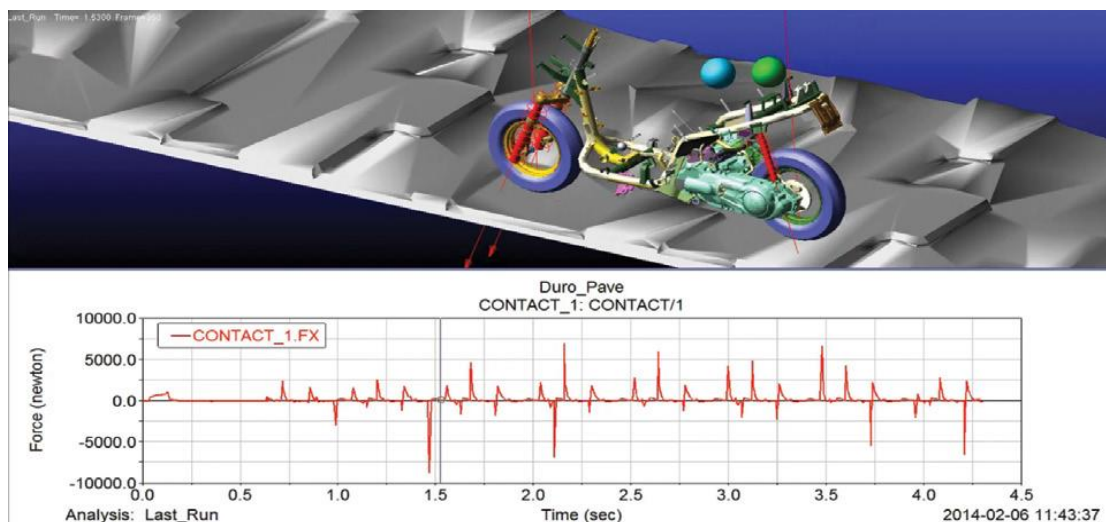 Last_Run Time= 1.5300 Frame=
Duro_Pave
CONTACT_1: CONTACT/1
10000.0
5000.0
0.0
-5000.0
-10000.0
Force (newton)
CONTACT_1.FX
0.0 0.5 1.0 1.5 2.0 2.5 3.0 3.5 4.0 4.5
Analysis: Last_Run Time (sec) 2014-02-06 11:43:37